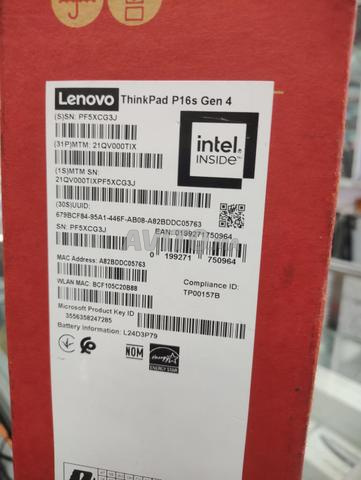 Lenovo ThinkPad P16s Gen 4
(S)SN: PF5XCG3J
(31P)MTM: 21QV000TIX
(1S)MTM SN:
21QV000TIXPF5XCG3J
(30S)UUID:
679BCF84-95A1-446F-AB08-A82BDDC05763
SN: PF5XCG3J
EAN: 0199271750964
0 199271 750964
MAC Address: A82BDDC05763
WLAN MAC: BCF105C20B88
Compliance ID:
TP00157B
Microsoft Product Key ID
3556358247285
Battery Information: L24D3P79
intel
INSIDE™
NOM
ENERGY STAR